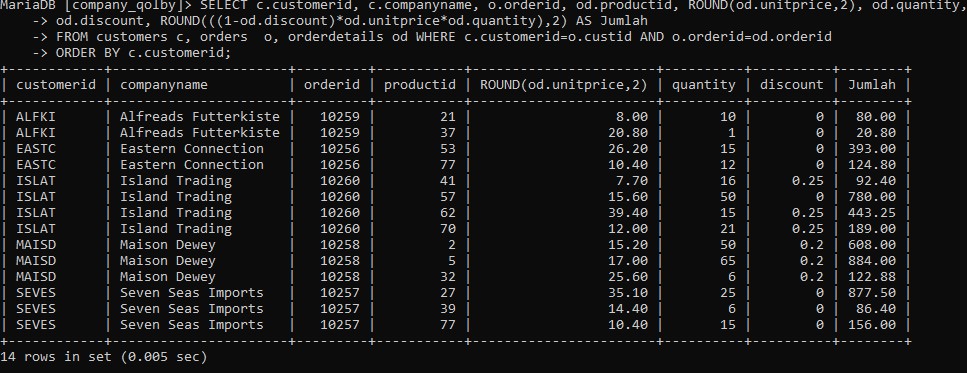 MariaDB [company_qolby]> SELECT c.customerid, c.companyname, o.orderid, od.productid, ROUND(od.unitprice,2), od.quantity,
    -> od.discount, ROUND(((1-od.discount)*od.unitprice*od.quantity),2) AS Jumlah
    -> FROM customers c, orders  o, orderdetails od WHERE c.customerid=o.custid AND o.orderid=od.orderid
    -> ORDER BY c.customerid;
+------------+----------------------+---------+-----------+-----------------------+----------+----------+--------+
| customerid | companyname          | orderid | productid | ROUND(od.unitprice,2) | quantity | discount | Jumlah |
+------------+----------------------+---------+-----------+-----------------------+----------+----------+--------+
| ALFKI      | Alfreads Futterkiste |   10259 |        21 |                  8.00 |       10 |        0 |  80.00 |
| ALFKI      | Alfreads Futterkiste |   10259 |        37 |                 20.80 |        1 |        0 |  20.80 |
| EASTC      | Eastern Connection   |   10256 |        53 |                 26.20 |       15 |        0 | 393.00 |
| EASTC      | Eastern Connection   |   10256 |        77 |                 10.40 |       12 |        0 | 124.80 |
| ISLAT      | Island Trading       |   10260 |        41 |                  7.70 |       16 |     0.25 |  92.40 |
| ISLAT      | Island Trading       |   10260 |        57 |                 15.60 |       50 |        0 | 780.00 |
| ISLAT      | Island Trading       |   10260 |        62 |                 39.40 |       15 |     0.25 | 443.25 |
| ISLAT      | Island Trading       |   10260 |        70 |                 12.00 |       21 |     0.25 | 189.00 |
| MAISD      | Maison Dewey         |   10258 |         2 |                 15.20 |       50 |      0.2 | 608.00 |
| MAISD      | Maison Dewey         |   10258 |         5 |                 17.00 |       65 |      0.2 | 884.00 |
| MAISD      | Maison Dewey         |   10258 |        32 |                 25.60 |        6 |      0.2 | 122.88 |
| SEVES      | Seven Seas Imports   |   10257 |        27 |                 35.10 |       25 |        0 | 877.50 |
| SEVES      | Seven Seas Imports   |   10257 |        39 |                 14.40 |        6 |        0 |  86.40 |
| SEVES      | Seven Seas Imports   |   10257 |        77 |                 10.40 |       15 |        0 | 156.00 |
+------------+----------------------+---------+-----------+-----------------------+----------+----------+--------+
14 rows in set (0.005 sec)